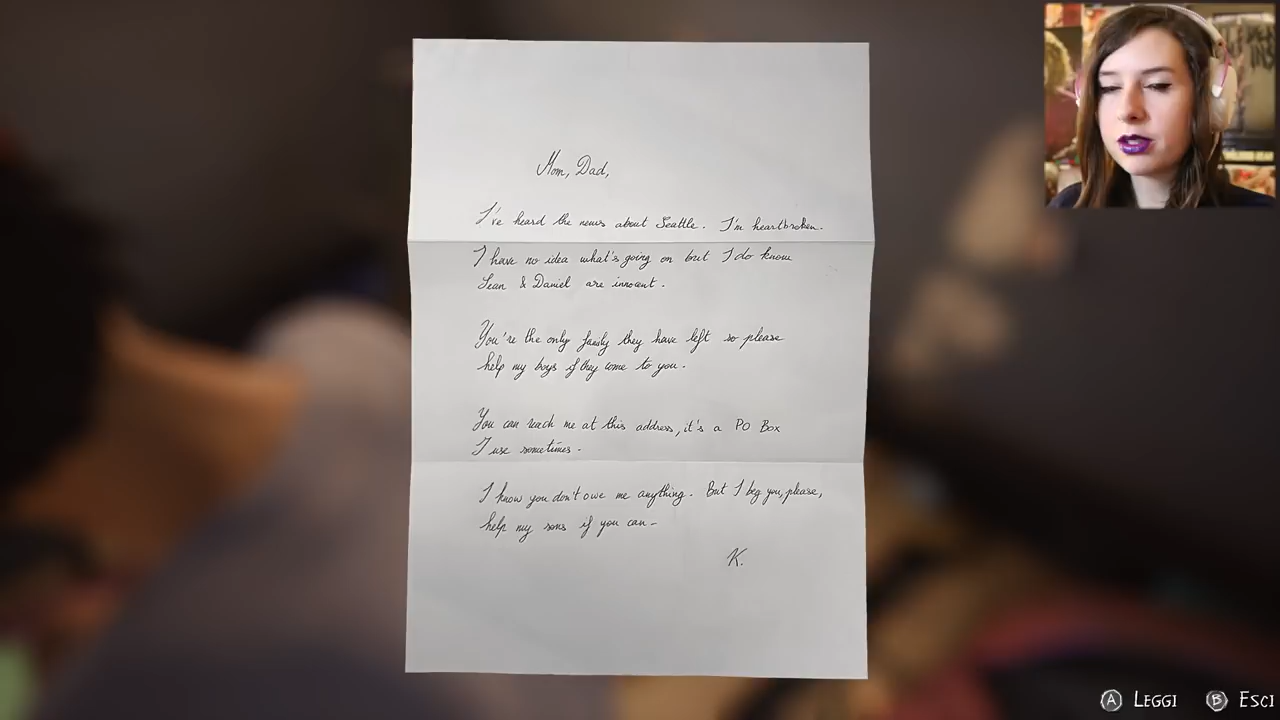 Mom, Dad,
I've heard the news about Seattle. I'm heartbroken.
I have no idea what's going on but I do know
Sean & Daniel are innocent.
You're the only family they have left so please
help my boys if they come to you.
You can reach me at this address, it's a PO Box
I use sometimes.
I know you don't owe me anything. But I beg you, please,
help my sons if you can-
K.
A LEGGI B ESCI